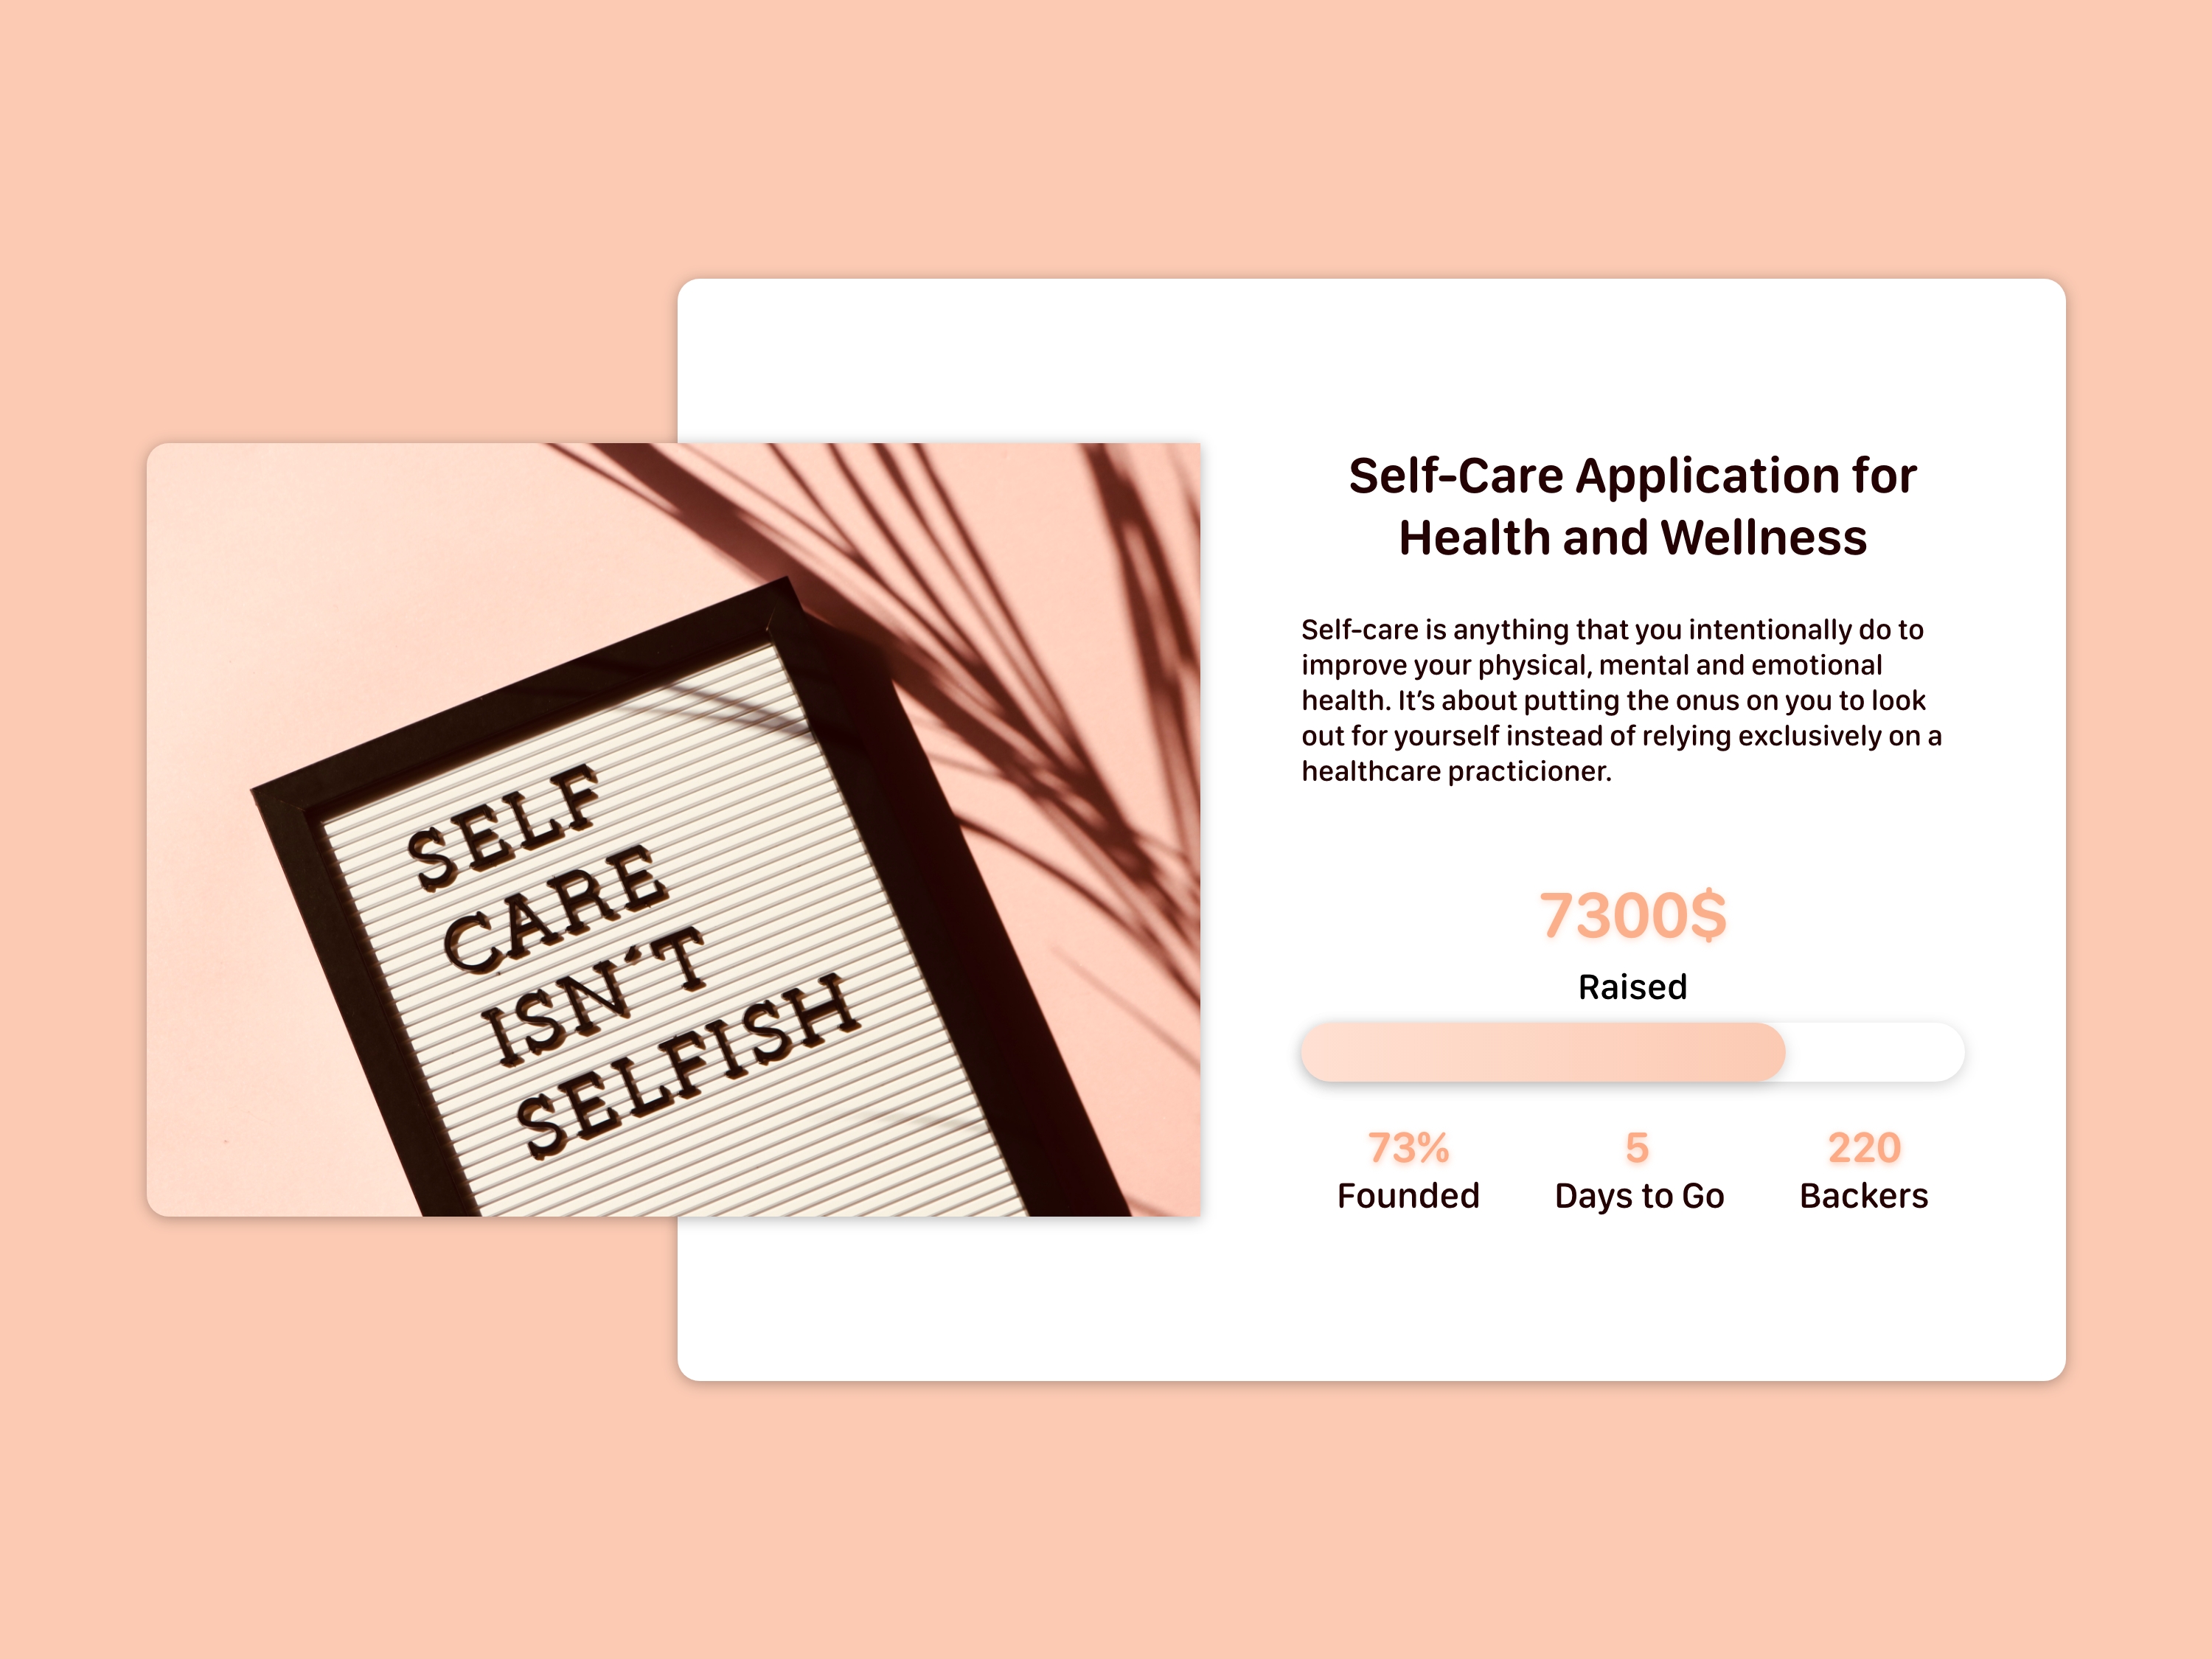 SELF
CARE
ISN'T
SELFISH
Self-Care Application for
Health and Wellness
Self-care is anything that you intentionally do to
improve your physical, mental and emotional
health. It’s about putting the onus on you to look
out for yourself instead of relying exclusively on a
healthcare practicioner.
7300$
Raised
73%
Founded
5
Days to Go
220
Backers